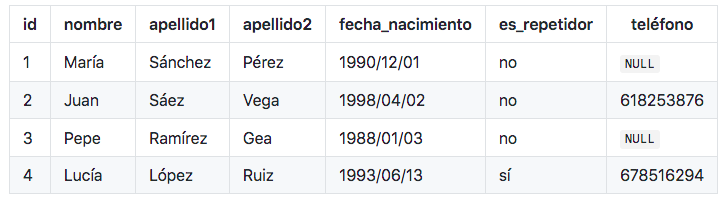 id nombre apellido1 apellido2 fecha_nacimiento es_repetidor teléfono
1 María Sánchez Pérez 1990/12/01 no NULL
2 Juan Sáez Vega 1998/04/02 no 618253876
3 Pepe Ramírez Gea 1988/01/03 no NULL
4 Lucía López Ruiz 1993/06/13 sí 678516294